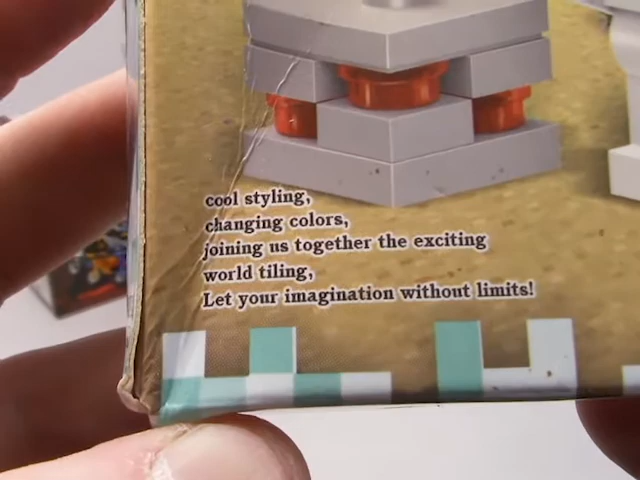 cool styling,
changing colors,
joining us together the exciting
world tiling,
Let your imagination without limits!